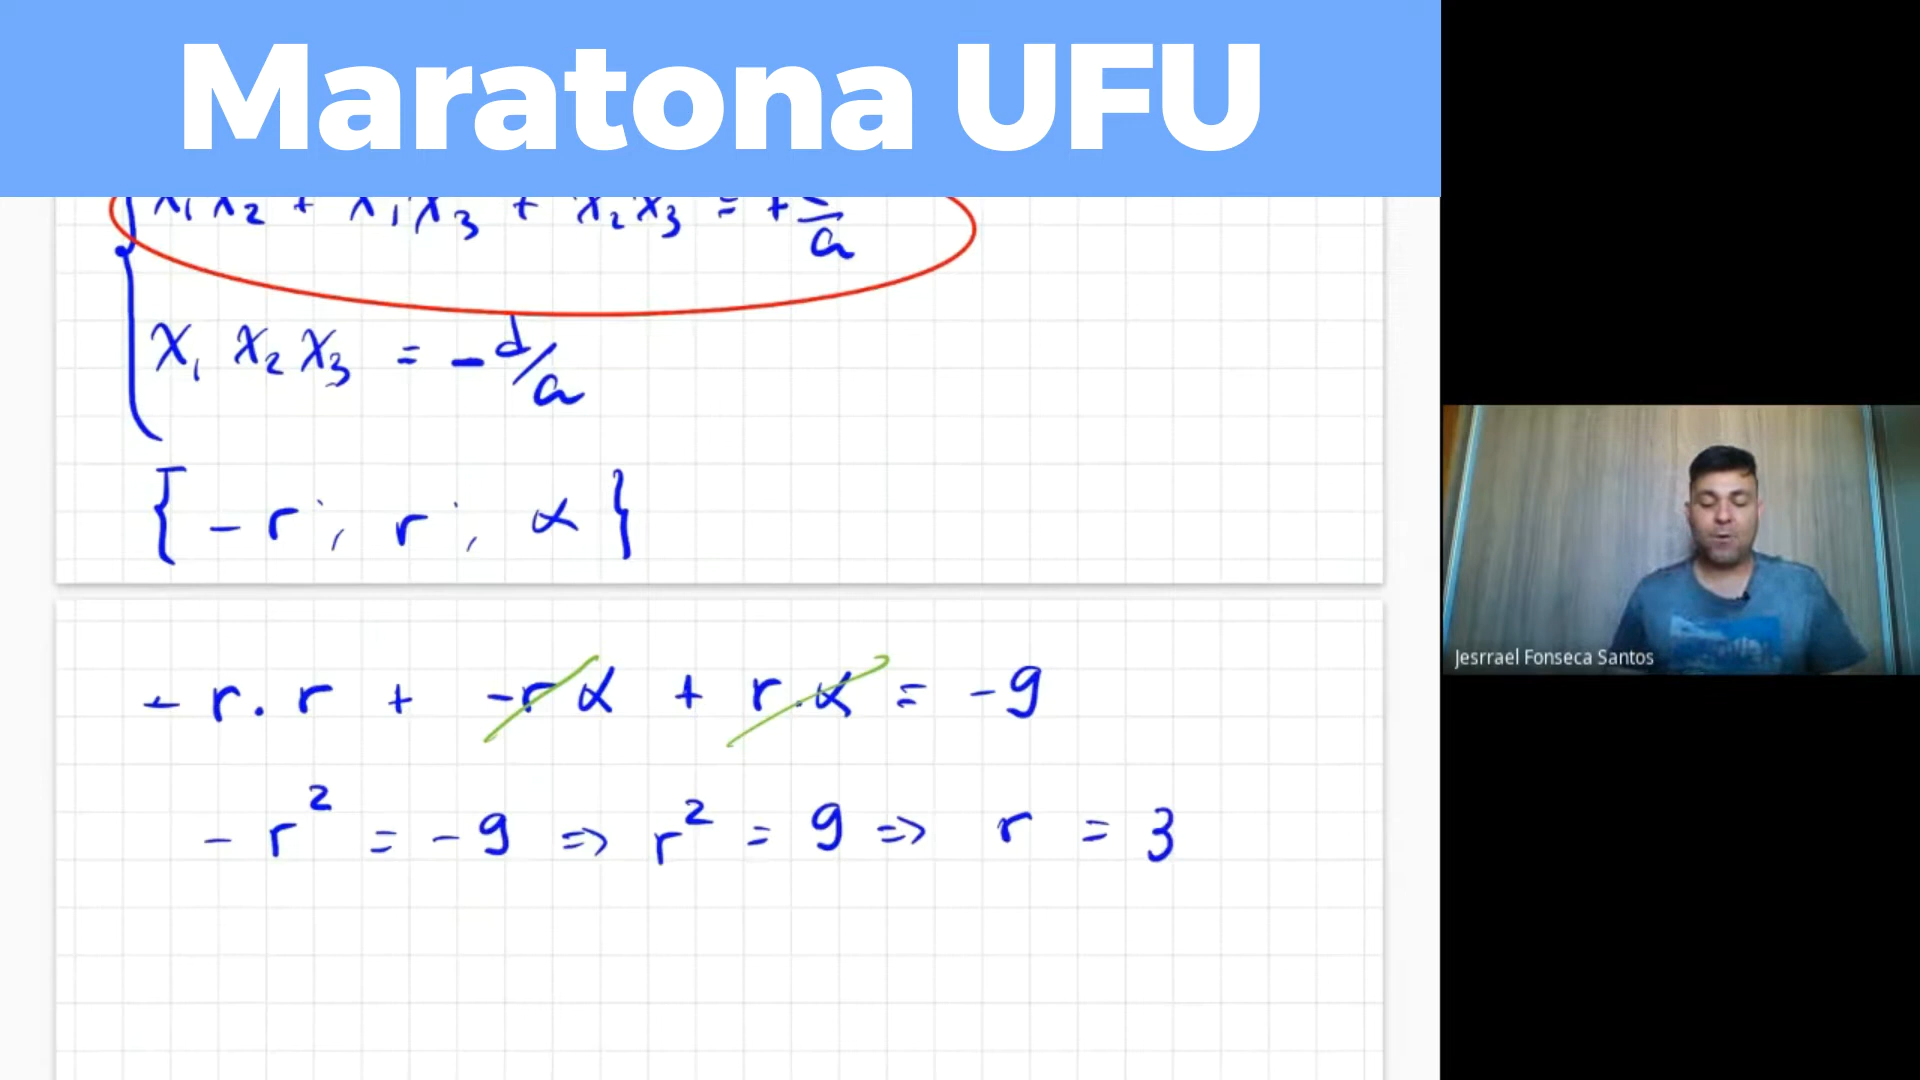 Maratona UFU
x₁x₂ + x₁x₃ + x₂x₃ = + c/a
x₁ x₂ x₃ = - d/a
{ - r ; r ; α }
- r . r + - r α + r . α = - 9
- r² = - 9 => r² = 9 => r = 3
Jesrrael Fonseca Santos